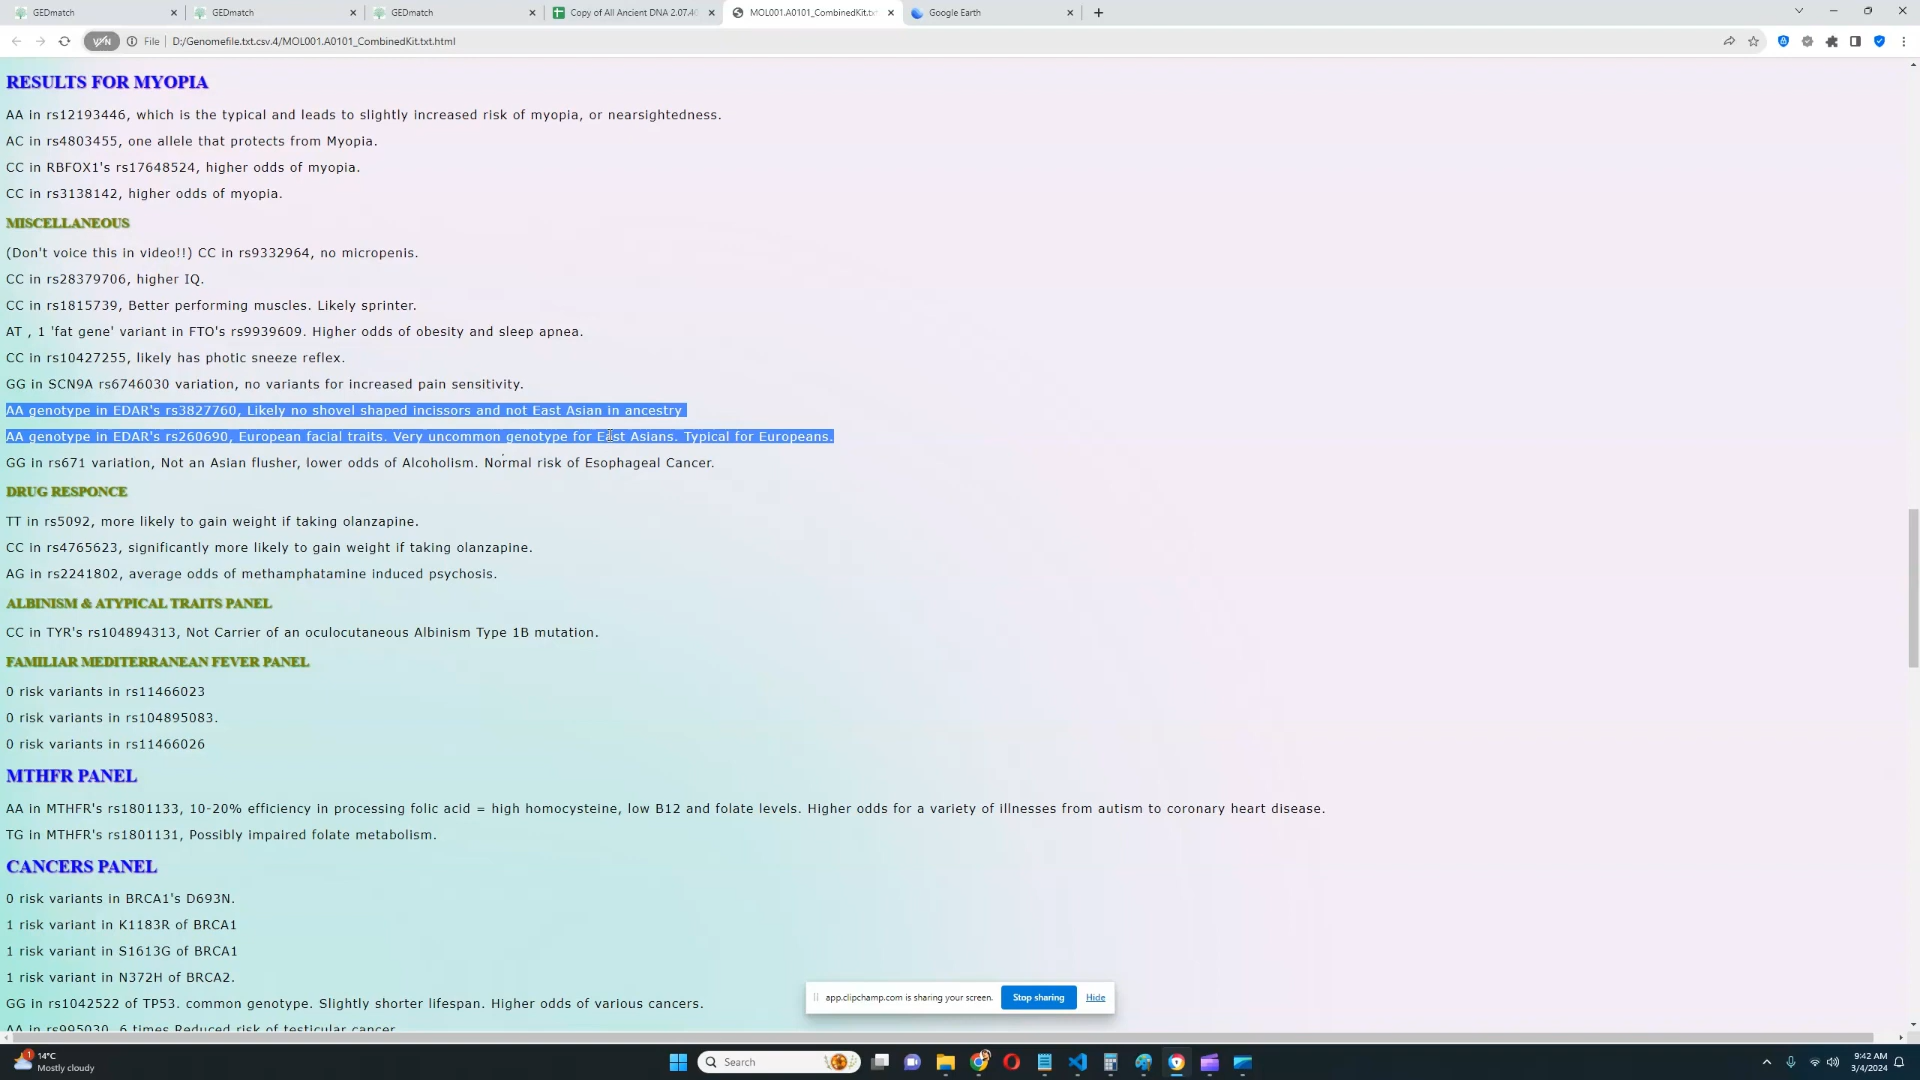 GEDmatch
GEDmatch
GEDmatch
Copy of All Ancient DNA 2.07.4
MOL001.A0101_CombinedKit.tx
Google Earth
VPN
File
D:/Genomefile.txt.csv.4/MOL001.A0101_CombinedKit.txt.html
RESULTS FOR MYOPIA
AA in rs12193446, which is the typical and leads to slightly increased risk of myopia, or nearsightedness.
AC in rs4803455, one allele that protects from Myopia.
CC in RBFOX1's rs17648524, higher odds of myopia.
CC in rs3138142, higher odds of myopia.
MISCELLANEOUS
(Don't voice this in video!!) CC in rs9332964, no micropenis.
CC in rs28379706, higher IQ.
CC in rs1815739, Better performing muscles. Likely sprinter.
AT , 1 'fat gene' variant in FTO's rs9939609. Higher odds of obesity and sleep apnea.
CC in rs10427255, likely has photic sneeze reflex.
GG in SCN9A rs6746030 variation, no variants for increased pain sensitivity.
AA genotype in EDAR's rs3827760, Likely no shovel shaped incissors and not East Asian in ancestry
AA genotype in EDAR's rs260690, European facial traits. Very uncommon genotype for East Asians. Typical for Europeans.
GG in rs671 variation, Not an Asian flusher, lower odds of Alcoholism. Normal risk of Esophageal Cancer.
DRUG RESPONCE
TT in rs5092, more likely to gain weight if taking olanzapine.
CC in rs4765623, significantly more likely to gain weight if taking olanzapine.
AG in rs2241802, average odds of methamphatamine induced psychosis.
ALBINISM & ATYPICAL TRAITS PANEL
CC in TYR's rs104894313, Not Carrier of an oculocutaneous Albinism Type 1B mutation.
FAMILIAR MEDITERRANEAN FEVER PANEL
0 risk variants in rs11466023
0 risk variants in rs104895083.
0 risk variants in rs11466026
MTHFR PANEL
AA in MTHFR's rs1801133, 10-20% efficiency in processing folic acid = high homocysteine, low B12 and folate levels. Higher odds for a variety of illnesses from autism to coronary heart disease.
TG in MTHFR's rs1801131, Possibly impaired folate metabolism.
CANCERS PANEL
0 risk variants in BRCA1's D693N.
1 risk variant in K1183R of BRCA1
1 risk variant in S1613G of BRCA1
1 risk variant in N372H of BRCA2.
GG in rs1042522 of TP53. common genotype. Slightly shorter lifespan. Higher odds of various cancers.
AA in rs995030, 6 times Reduced risk of testicular cancer
app.clipchamp.com is sharing your screen.
Stop sharing
Hide
1
14°C
Mostly cloudy
Search
9:42 AM
3/4/2024